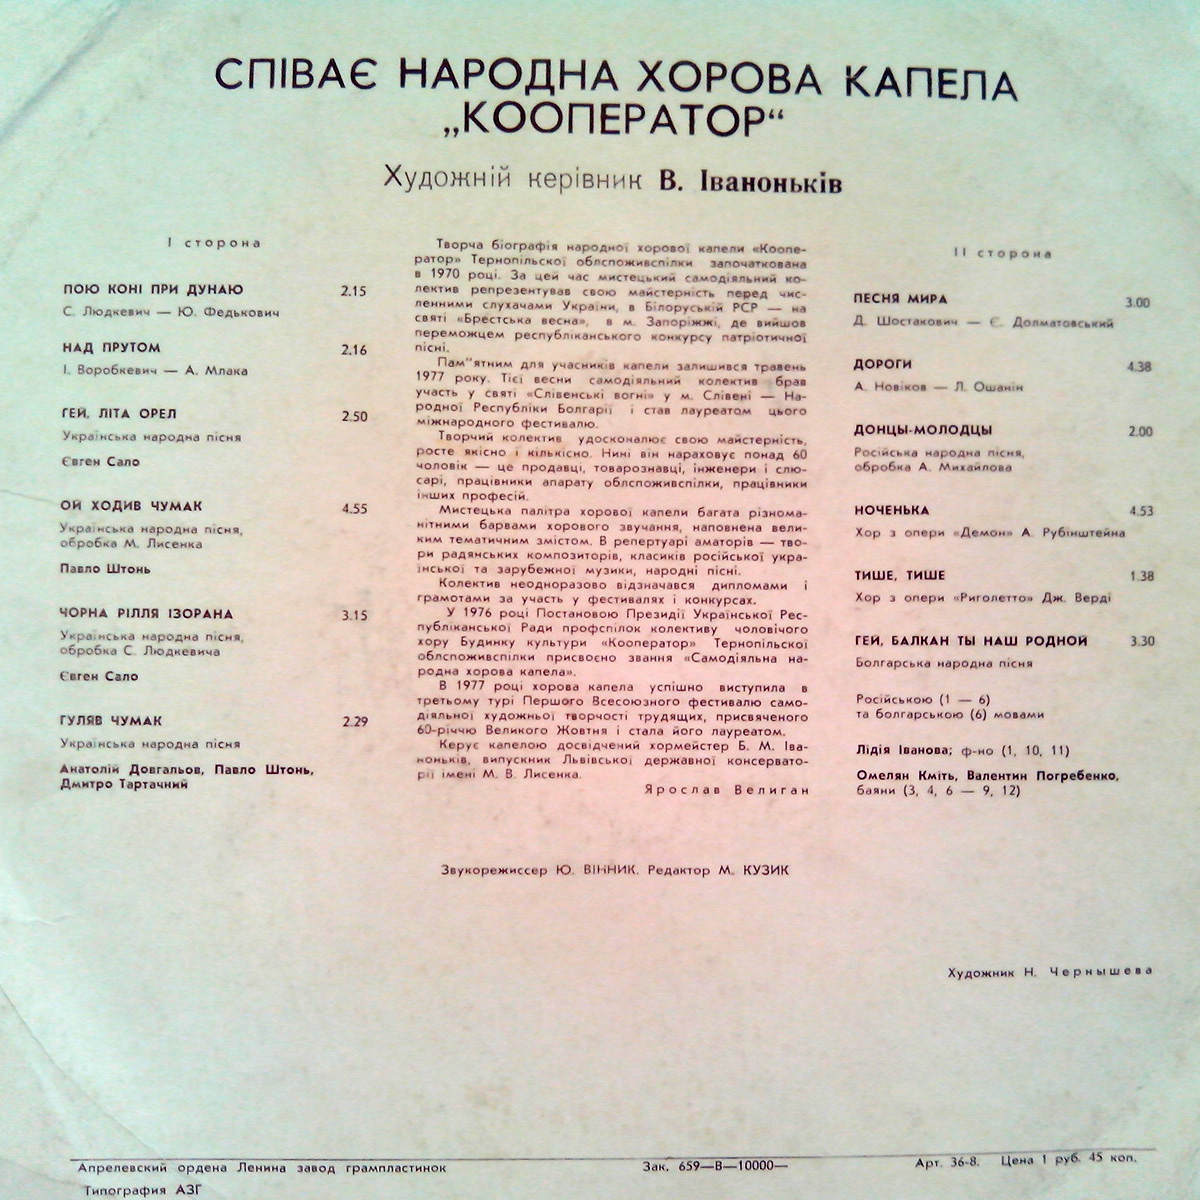 СПІВАЄ НАРОДНА ХОРОВА КАПЕЛА
„КООПЕРАТОР“
Художній керівник В. Іваноньків
I сторона
ПОЮ КОНІ ПРИ ДУНАЮ 2.15
С. Людкевич — Ю. Федькович
НАД ПРУТОМ 2.16
І. Воробкевич — А. Млака
ГЕЙ, ЛІТА ОРЕЛ 2.50
Українська народна пісня
Євген Сало
ОЙ ХОДИВ ЧУМАК 4.55
Українська народна пісня,
обробка М. Лисенка
Павло Штонь
ЧОРНА РІЛЛЯ ІЗОРАНА 3.15
Українська народна пісня,
обробка С. Людкевича
Євген Сало
ГУЛЯВ ЧУМАК 2.29
Українська народна пісня
Анатолій Довгальов, Павло Штонь,
Дмитро Тартачний
Творча біографія народної хорової капели «Коопе-
ратор» Тернопільської облспоживспілки започаткована
в 1970 році. За цей час мистецький самодіяльний ко-
лектив репрезентував свою майстерність перед чис-
ленними слухачами України, в Білоруській РСР — на
святі «Брестська весна», в м. Запоріжжі, де вийшов
переможцем республіканського конкурсу патріотичної
пісні.
Пам"ятним для учасників капели залишився травень
1977 року. Тієї весни самодіяльний колектив брав
участь у святі «Слівенські вогні» у м. Слівені — На-
родної Республіки Болгарії і став лауреатом цього
міжнародного фестивалю.
Творчий колектив удосконалює свою майстерність,
росте якісно і кількісно. Нині він нараховує понад 60
чоловік — це продавці, товарознавці, інженери і слю-
сарі, працівники апарату облспоживспілки, працівники
інших професій.
Мистецька палітра хорової капели багата різнома-
нітними барвами хорового звучання, наповнена вели-
ким тематичним змістом. В репертуарі аматорів — тво-
ри радянських композиторів, класиків російської укра-
їнської та зарубежної музики, народні пісні.
Колектив неодноразово відзначався дипломами і
грамотами за участь у фестивалях і конкурсах.
У 1976 році Постановою Президії Української Рес-
публіканської Ради профспілок колективу чоловічого
хору Будинку культури «Кооператор» Тернопільської
облспоживспілки присвоєно звання «Самодіяльна на-
родна хорова капела».
В 1977 році хорова капела успішно виступила в
третьому турі Першого Всесоюзного фестивалю само-
діяльної художньої творчості трудящих, присвяченого
60-річчю Великого Жовтня і стала його лауреатом.
Керує капелою досвідчений хормейстер Б. М. Іва-
ноньків, випускник Львівської державної консервато-
рії імені М. В. Лисенка.
Ярослав Велиган
II сторона
ПЕСНЯ МИРА 3.00
Д. Шостакович — Є. Долматовський
ДОРОГИ 4.38
А. Новіков — Л. Ошанін
ДОНЦЫ-МОЛОДЦЫ 2.00
Російська народна пісня,
обробка А. Михайлова
НОЧЕНЬКА 4.53
Хор з опери «Демон» А. Рубінштейна
ТИШЕ, ТИШЕ 1.38
Хор з опери «Риголетто» Дж. Верді
ГЕЙ, БАЛКАН ТЫ НАШ РОДНОЙ 3.30
Болгарська народна пісня
Російською (1 — 6)
та болгарською (6) мовами
Лідія Іванова; ф-но (1, 10, 11)
Омелян Кміть, Валентин Погребенко,
баяни (3, 4, 6 — 9, 12)
Звукорежиссер Ю. ВІННИК. Редактор М. КУЗИК
Художник Н. Чернышева
Апрелевский ордена Ленина завод грампластинок Зак. 659—В—10000— Арт. 36-8. Цена 1 руб. 45 коп.
Типография АЗГ